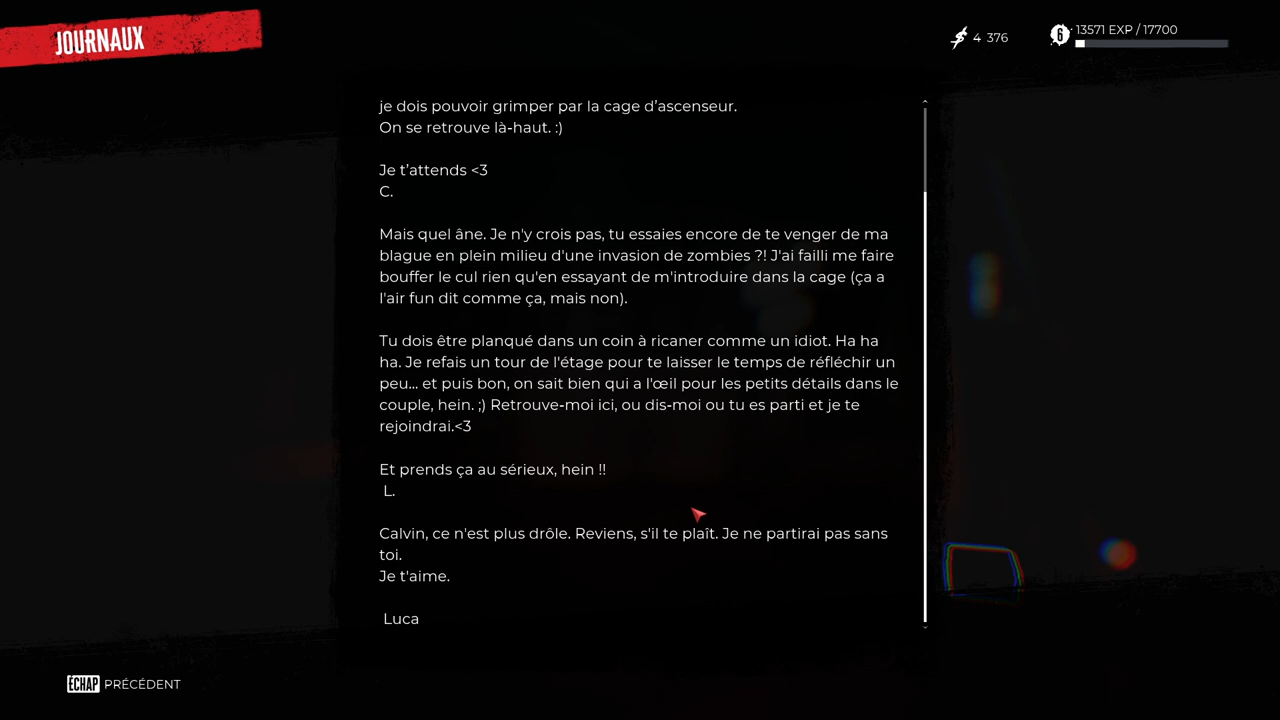 JOURNAUX
4 376
6
13571 EXP / 17700
je dois pouvoir grimper par la cage d’ascenseur.
On se retrouve là-haut. :)
Je t’attends <3
C.
Mais quel âne. Je n'y crois pas, tu essaies encore de te venger de ma
blague en plein milieu d'une invasion de zombies ?! J'ai failli me faire
bouffer le cul rien qu'en essayant de m'introduire dans la cage (ça a
l'air fun dit comme ça, mais non).
Tu dois être planqué dans un coin à ricaner comme un idiot. Ha ha
ha. Je refais un tour de l'étage pour te laisser le temps de réfléchir un
peu... et puis bon, on sait bien qui a l'œil pour les petits détails dans le
couple, hein. ;) Retrouve-moi ici, ou dis-moi ou tu es parti et je te
rejoindrai.<3
Et prends ça au sérieux, hein !!
L.
Calvin, ce n'est plus drôle. Reviens, s'il te plaît. Je ne partirai pas sans
toi.
Je t'aime.
Luca
ÉCHAP PRÉCÉDENT